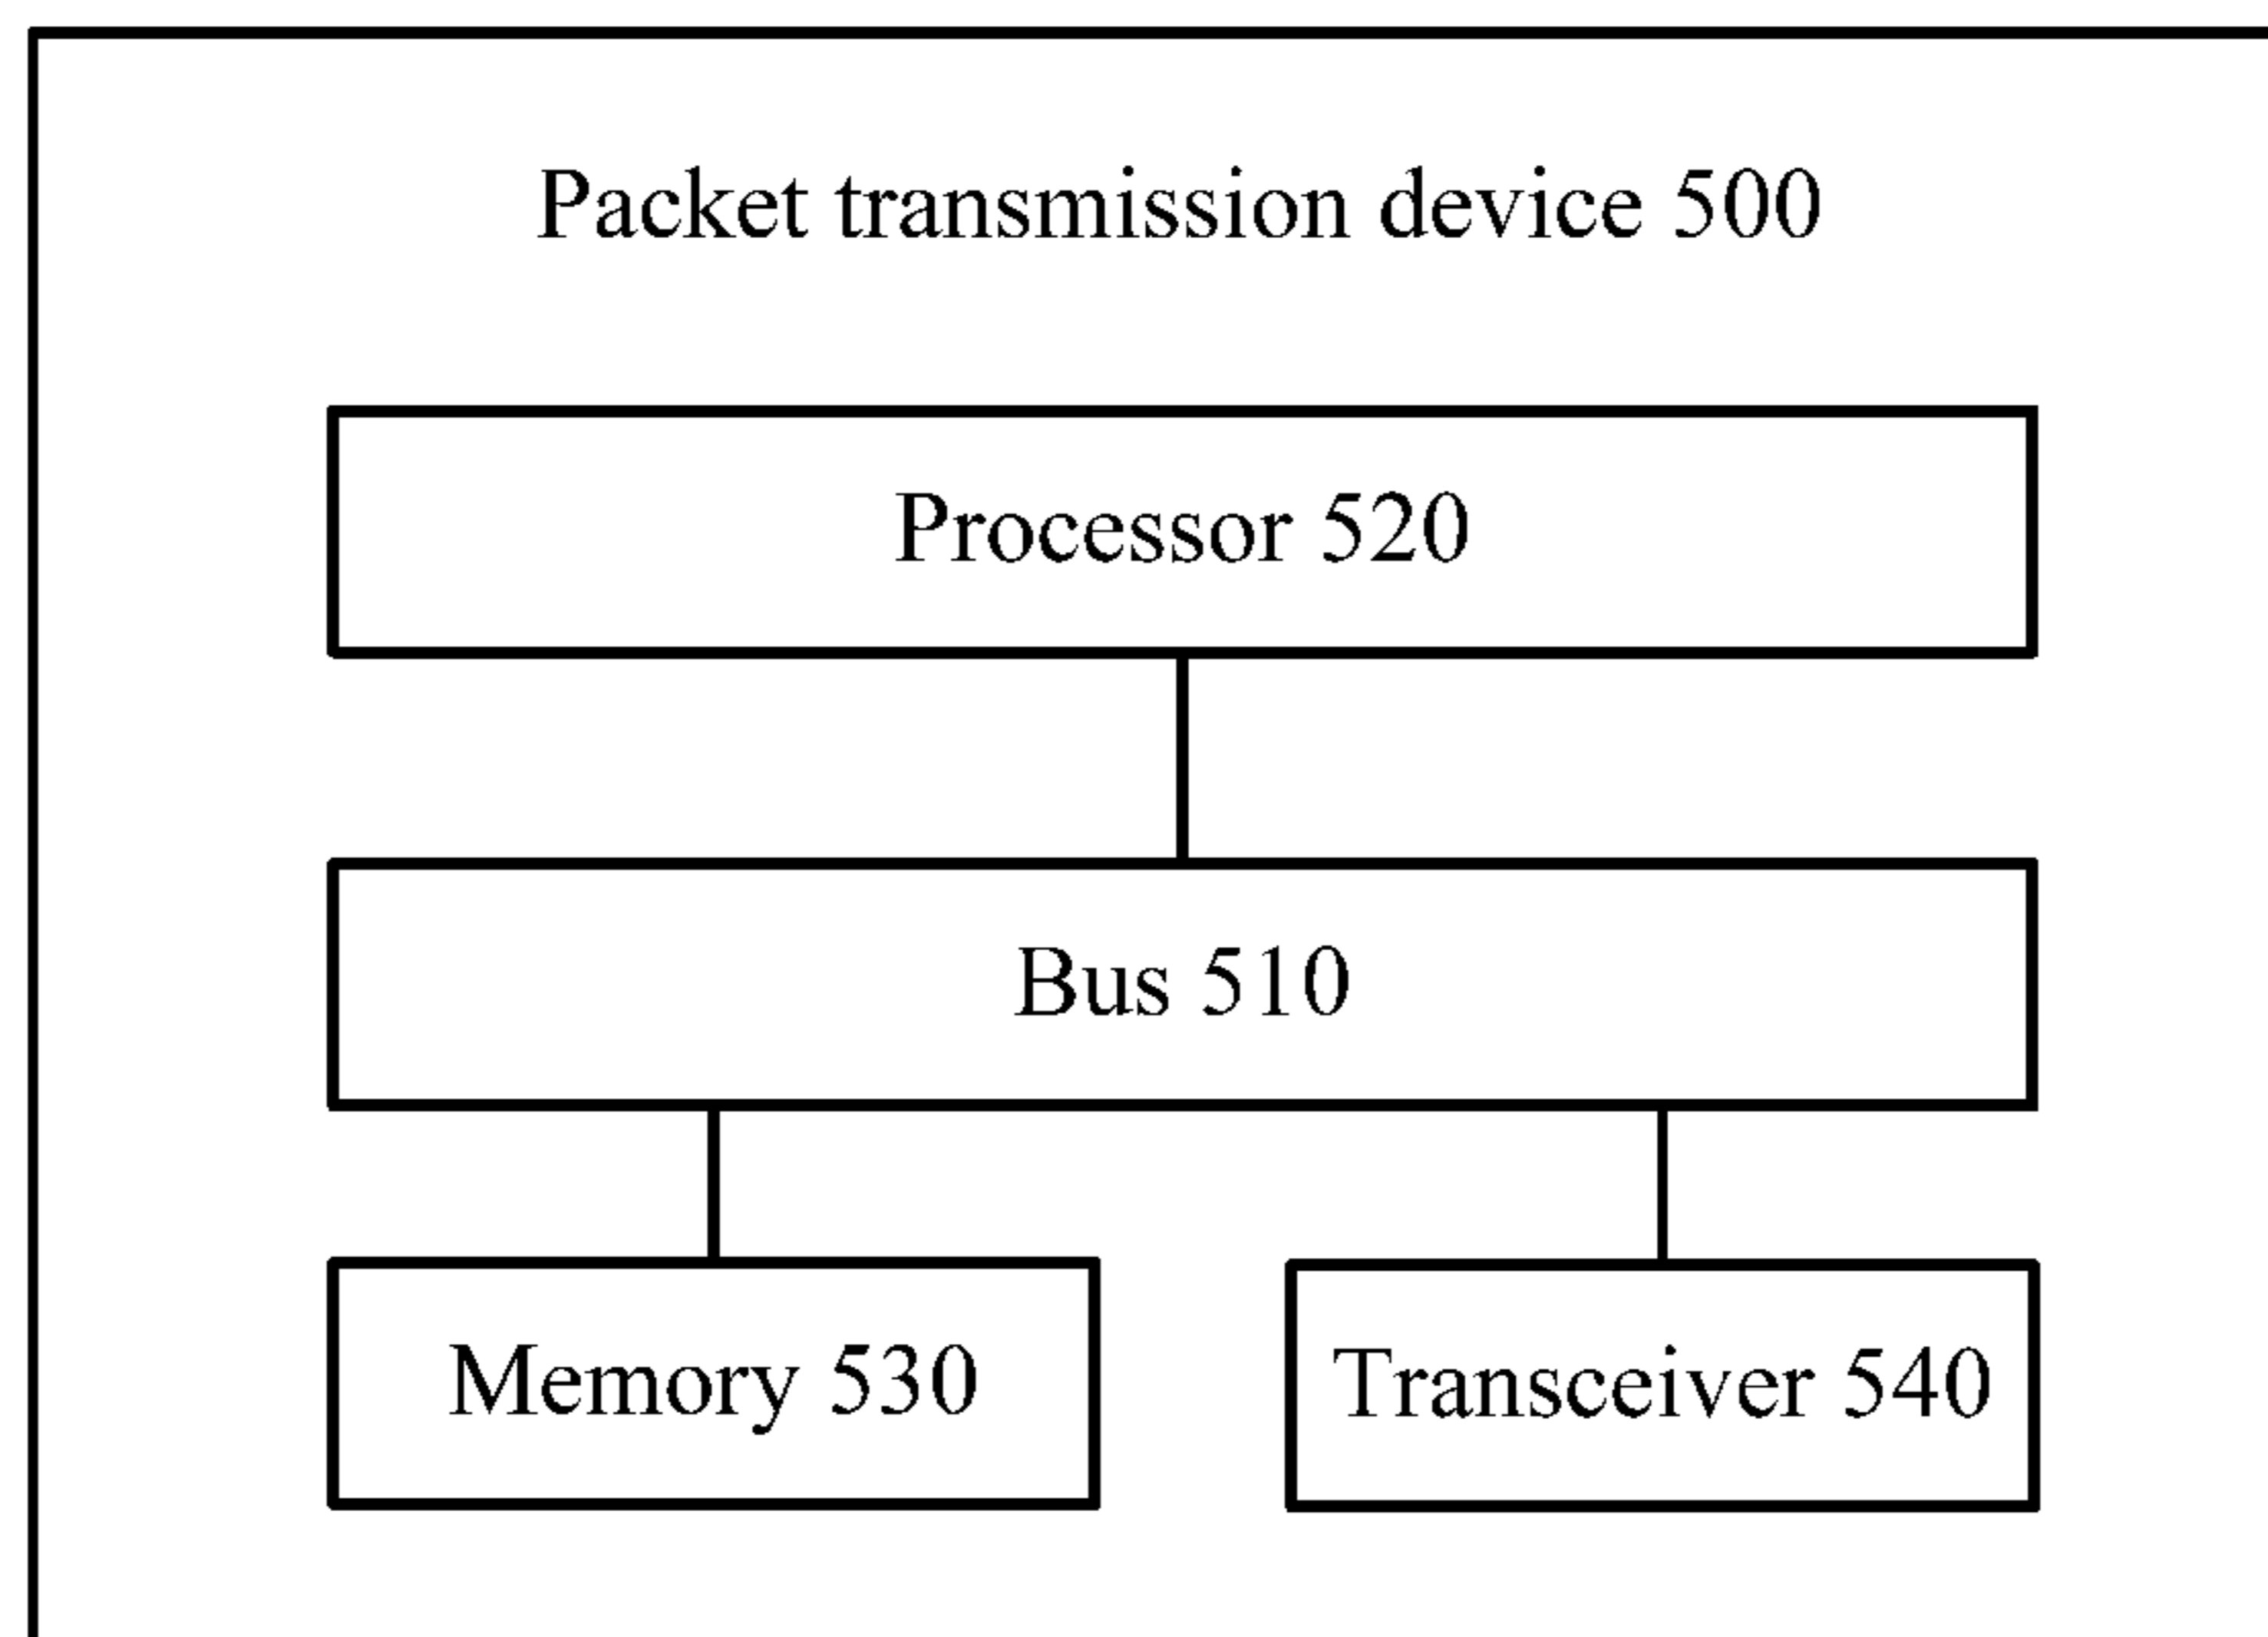 Packet transmission device 500
Processor 520
Bus 510
Memory 530
Transceiver 540